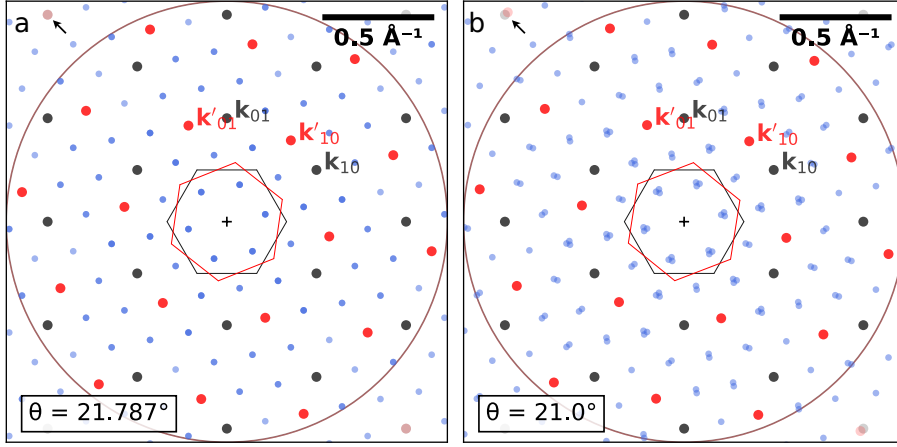 a
0.5 Å⁻¹
k'₀₁
k₀₁
k'₁₀
k₁₀
θ = 21.787°
b
0.5 Å⁻¹
k'₀₁
k₀₁
k'₁₀
k₁₀
θ = 21.0°